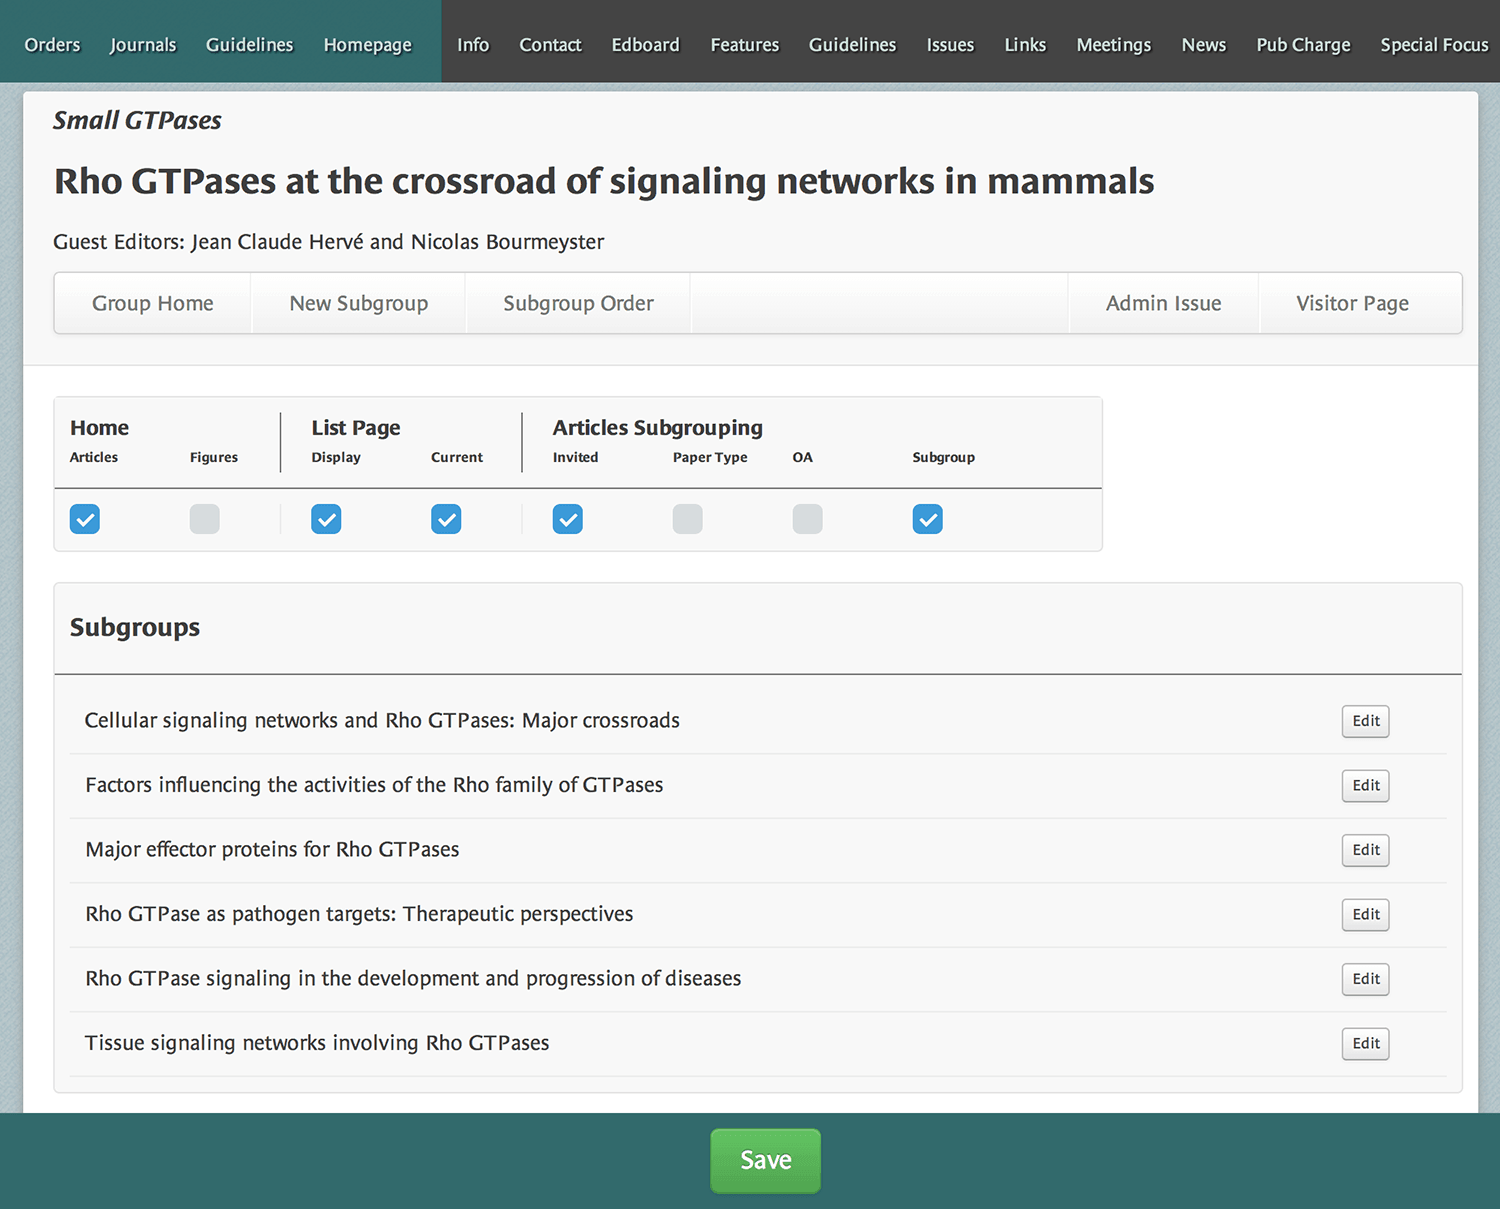 Orders Journals Guidelines Homepage Info Contact Edboard Features Guidelines Issues Links Meetings News Pub Charge Special Focus
Small GTPases
Rho GTPases at the crossroad of signaling networks in mammals
Guest Editors: Jean Claude Hervé and Nicolas Bourmeyster
Group Home New Subgroup Subgroup Order Admin Issue Visitor Page
Home List Page Articles Subgrouping
Articles Figures Display Current Invited Paper Type OA Subgroup
Subgroups
Cellular signaling networks and Rho GTPases: Major crossroads Edit
Factors influencing the activities of the Rho family of GTPases Edit
Major effector proteins for Rho GTPases Edit
Rho GTPase as pathogen targets: Therapeutic perspectives Edit
Rho GTPase signaling in the development and progression of diseases Edit
Tissue signaling networks involving Rho GTPases Edit
Save